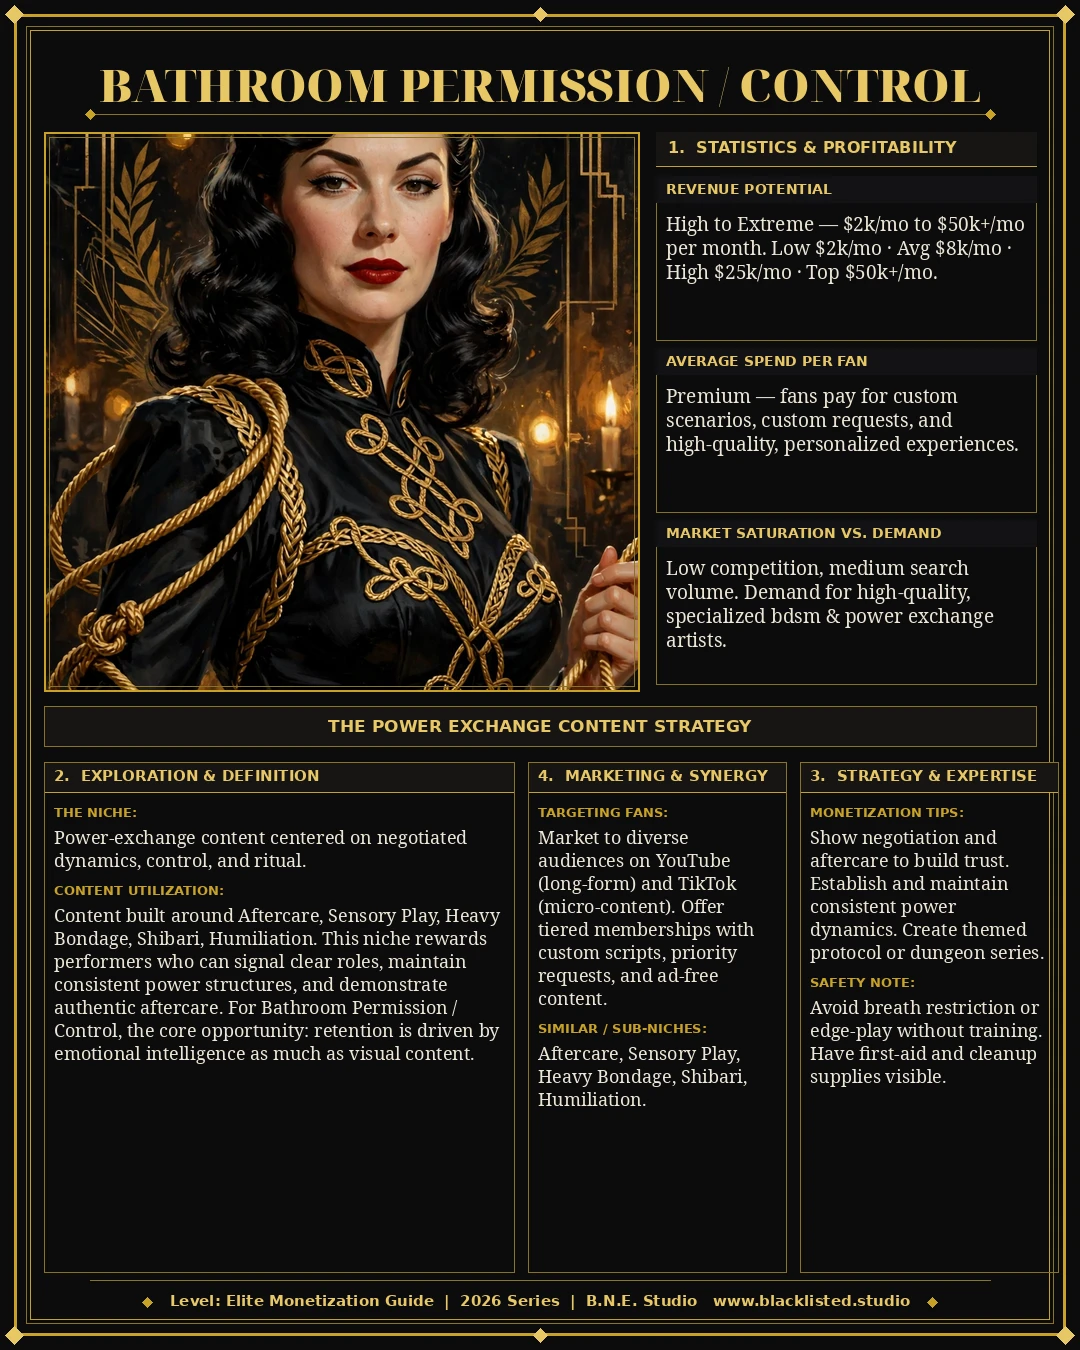 BATHROOM PERMISSION / CONTROL
1. STATISTICS & PROFITABILITY
REVENUE POTENTIAL
High to Extreme — $2k/mo to $50k+/mo
per month. Low $2k/mo · Avg $8k/mo ·
High $25k/mo · Top $50k+/mo.
AVERAGE SPEND PER FAN
Premium — fans pay for custom
scenarios, custom requests, and
high-quality, personalized experiences.
MARKET SATURATION VS. DEMAND
Low competition, medium search
volume. Demand for high-quality,
specialized bdsm & power exchange
artists.
THE POWER EXCHANGE CONTENT STRATEGY
2. EXPLORATION & DEFINITION
THE NICHE:
Power-exchange content centered on negotiated
dynamics, control, and ritual.
CONTENT UTILIZATION:
Content built around Aftercare, Sensory Play, Heavy
Bondage, Shibari, Humiliation. This niche rewards
performers who can signal clear roles, maintain
consistent power structures, and demonstrate
authentic aftercare. For Bathroom Permission /
Control, the core opportunity: retention is driven by
emotional intelligence as much as visual content.
4. MARKETING & SYNERGY
TARGETING FANS:
Market to diverse
audiences on YouTube
(long-form) and TikTok
(micro-content). Offer
tiered memberships with
custom scripts, priority
requests, and ad-free
content.
SIMILAR / SUB-NICHES:
Aftercare, Sensory Play,
Heavy Bondage, Shibari,
Humiliation.
3. STRATEGY & EXPERTISE
MONETIZATION TIPS:
Show negotiation and
aftercare to build trust.
Establish and maintain
consistent power
dynamics. Create themed
protocol or dungeon series.
SAFETY NOTE:
Avoid breath restriction or
edge-play without training.
Have first-aid and cleanup
supplies visible.
Level: Elite Monetization Guide | 2026 Series | B.N.E. Studio www.blacklisted.studio